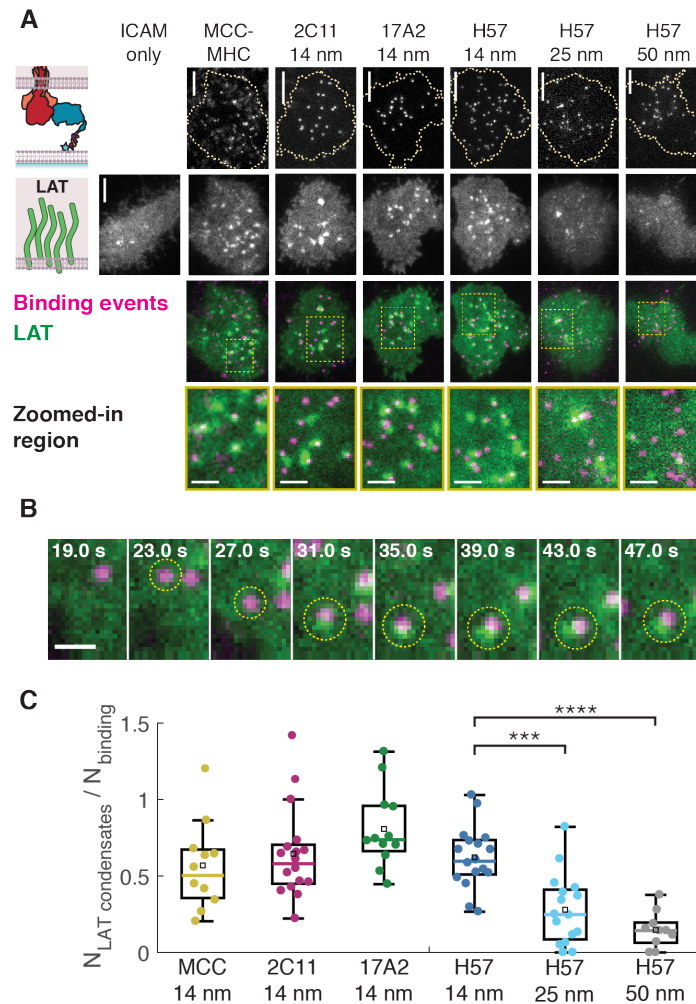 A
ICAM only
MCC-MHC
2C11 14 nm
17A2 14 nm
H57 14 nm
H57 25 nm
H57 50 nm
LAT
Binding events
LAT
Zoomed-in
region
B
19.0 s 23.0 s 27.0 s 31.0 s 35.0 s 39.0 s 43.0 s 47.0 s
C
N LAT condensates / N binding
1.5
1
0.5
0
****
***
MCC 14 nm
2C11 14 nm
17A2 14 nm
H57 14 nm
H57 25 nm
H57 50 nm